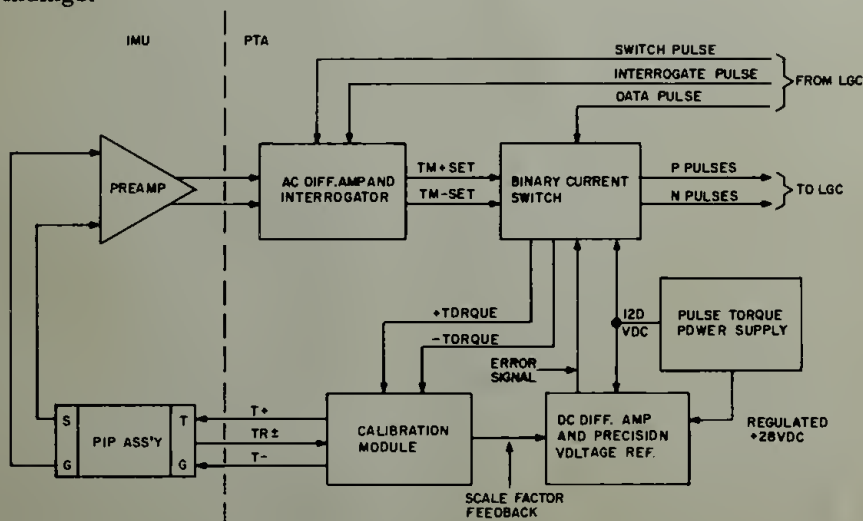 IMU
PTA
SWITCH PULSE
INTERROGATE PULSE
DATA PULSE
FROM LGC
PREAMP
AC DIFF. AMP AND
INTERROGATOR
TM+SET
TM-SET
BINARY CURRENT
SWITCH
P PULSES
N PULSES
TO LGC
+TORQUE
-TORQUE
120
VDC
PULSE TORQUE
POWER SUPPLY
ERROR
SIGNAL
S
PIP ASS'Y
T
G
G
T+
TR±
T-
CALIBRATION
MODULE
DC DIFF. AMP
AND PRECISION
VOLTAGE REF.
REGULATED
+28VDC
SCALE FACTOR
FEEDBACK